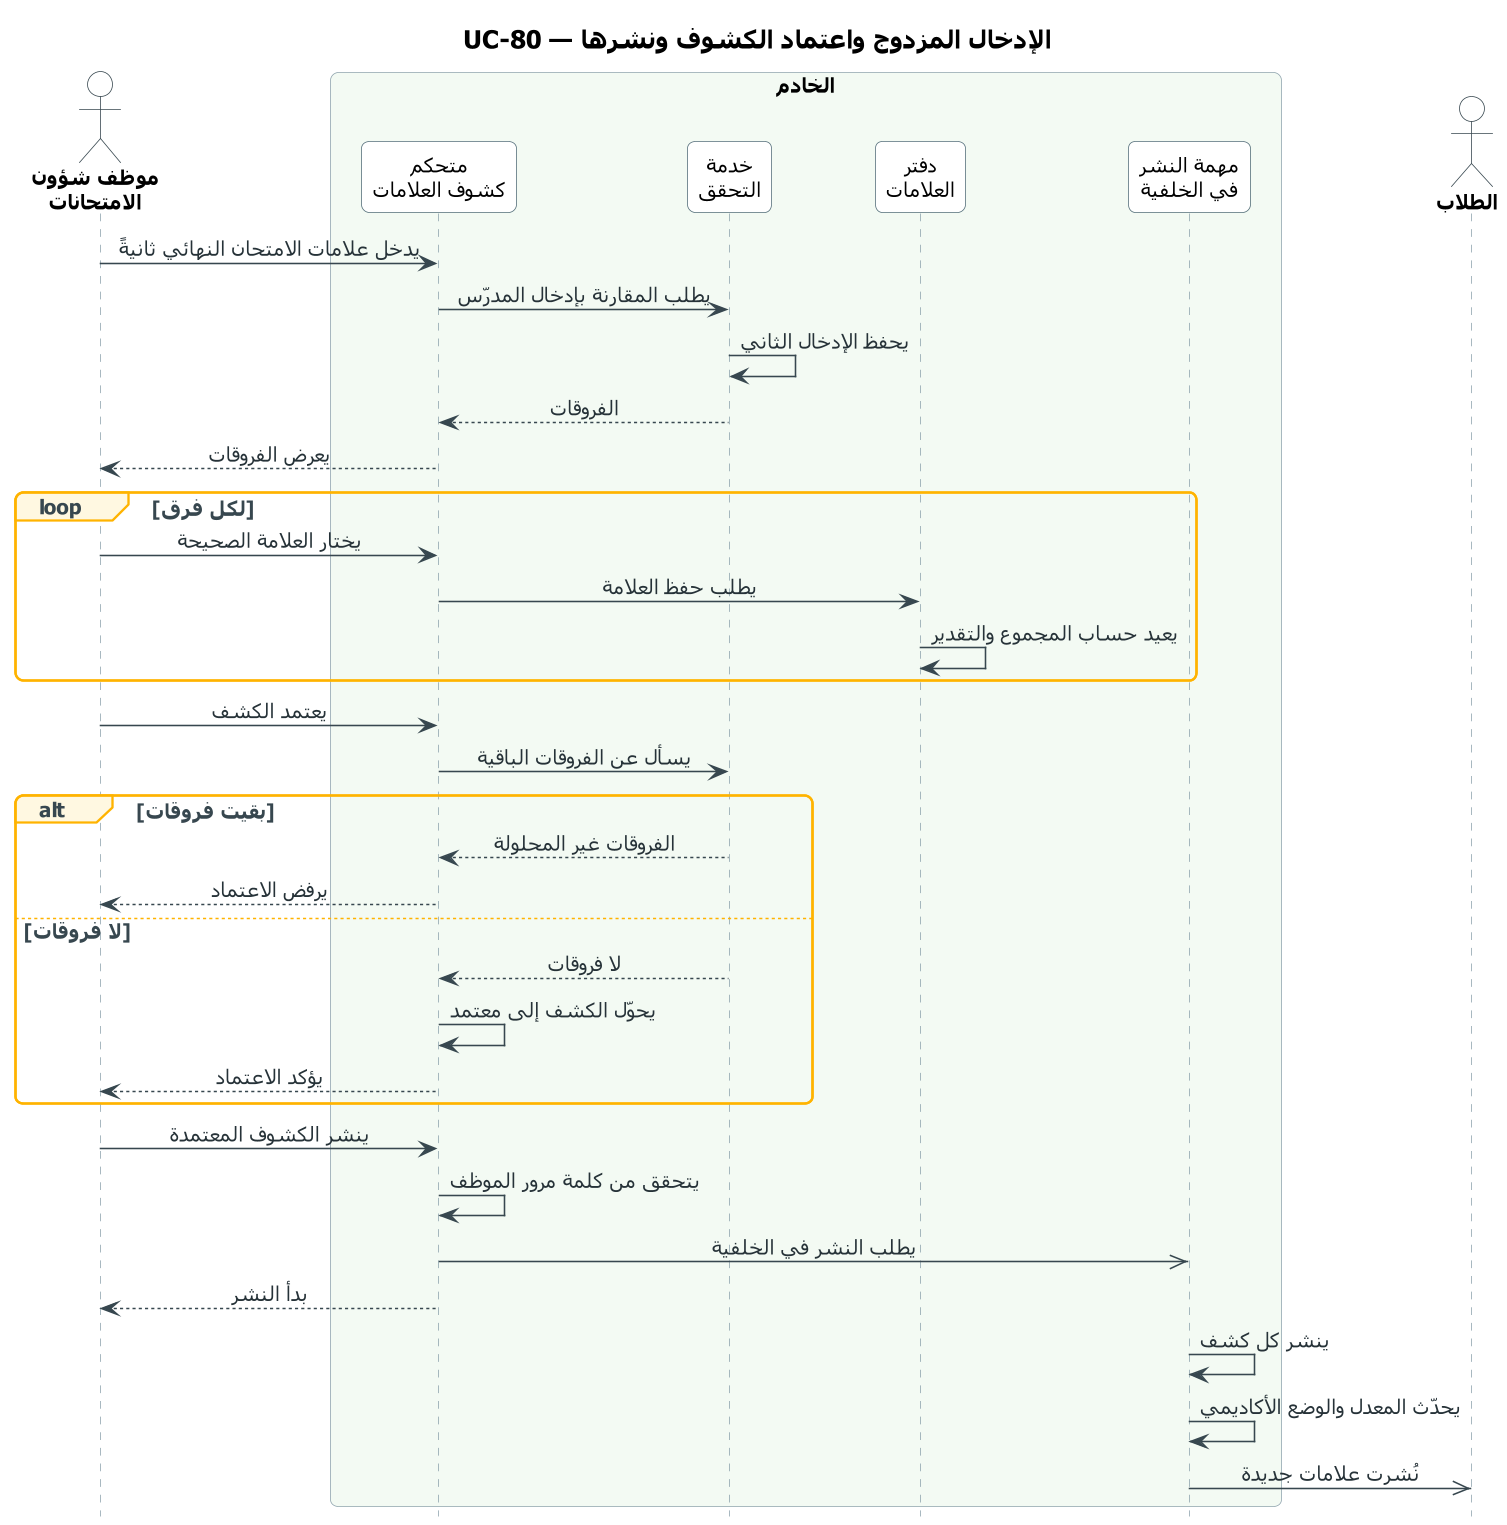 UC-80 — الإدخال المزدوج واعتماد الكشوف ونشرها
الخادم
موظف شؤون
الامتحانات
متحكم
كشوف العلامات
خدمة
التحقق
دفتر
العلامات
مهمة النشر
في الخلفية
الطلاب
يدخل علامات الامتحان النهائي ثانيةً
يطلب المقارنة بإدخال المدرّس
يحفظ الإدخال الثاني
الفروقات
يعرض الفروقات
loop [لكل فرق]
يختار العلامة الصحيحة
يطلب حفظ العلامة
يعيد حساب المجموع والتقدير
يعتمد الكشف
يسأل عن الفروقات الباقية
alt [بقيت فروقات]
الفروقات غير المحلولة
يرفض الاعتماد
[لا فروقات]
لا فروقات
يحوّل الكشف إلى معتمد
يؤكد الاعتماد
ينشر الكشوف المعتمدة
يتحقق من كلمة مرور الموظف
يطلب النشر في الخلفية
بدأ النشر
ينشر كل كشف
يحدّث المعدل والوضع الأكاديمي
نُشرت علامات جديدة